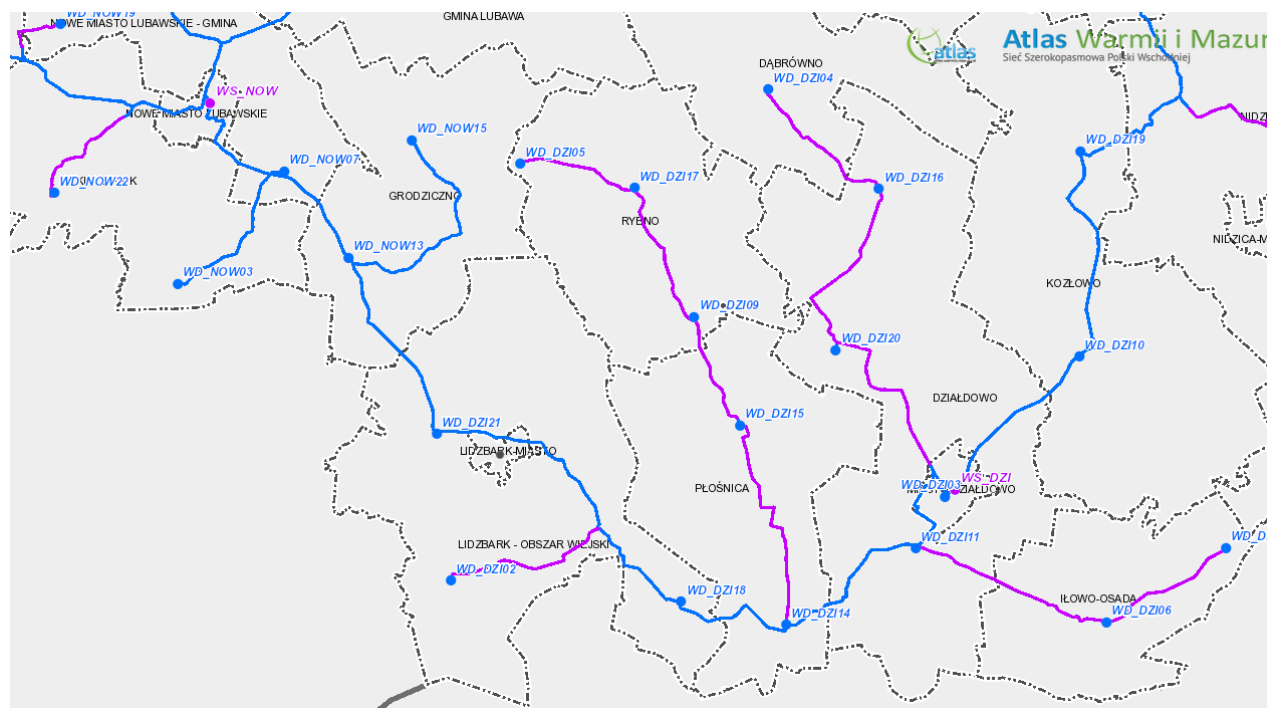 WD_NOW19
NOWE MIASTO LUBAWSKIE - GMINA
GMINA LUBAWA
atlas
Atlas Warmii i Mazur
Sieć Szerokopasmowa Polski Wschodniej
DĄBRÓWNO
WD_DZI04
WS_NOW
NOWE MIASTO LUBAWSKIE
WD_NOW15
WD_DZI19
WD_DZI05
WD_NOW07
WD_DZI17
WD_DZI16
WD_NOW22
GRODZICZNO
RYBNO
NIDZICA-M
WD_NOW13
WD_NOW03
KOZŁOWO
WD_DZI09
WD_DZI20
WD_DZI10
DZIAŁDOWO
WD_DZI21
WD_DZI15
LIDZBARK-MIASTO
PŁOŚNICA
WD_DZI03
WS_DZI
WD_DZI11
LIDZBARK - OBSZAR WIEJSKI
WD_DZI02
WD_DZI18
IŁOWO-OSADA
WD_DZI14
WD_DZI06